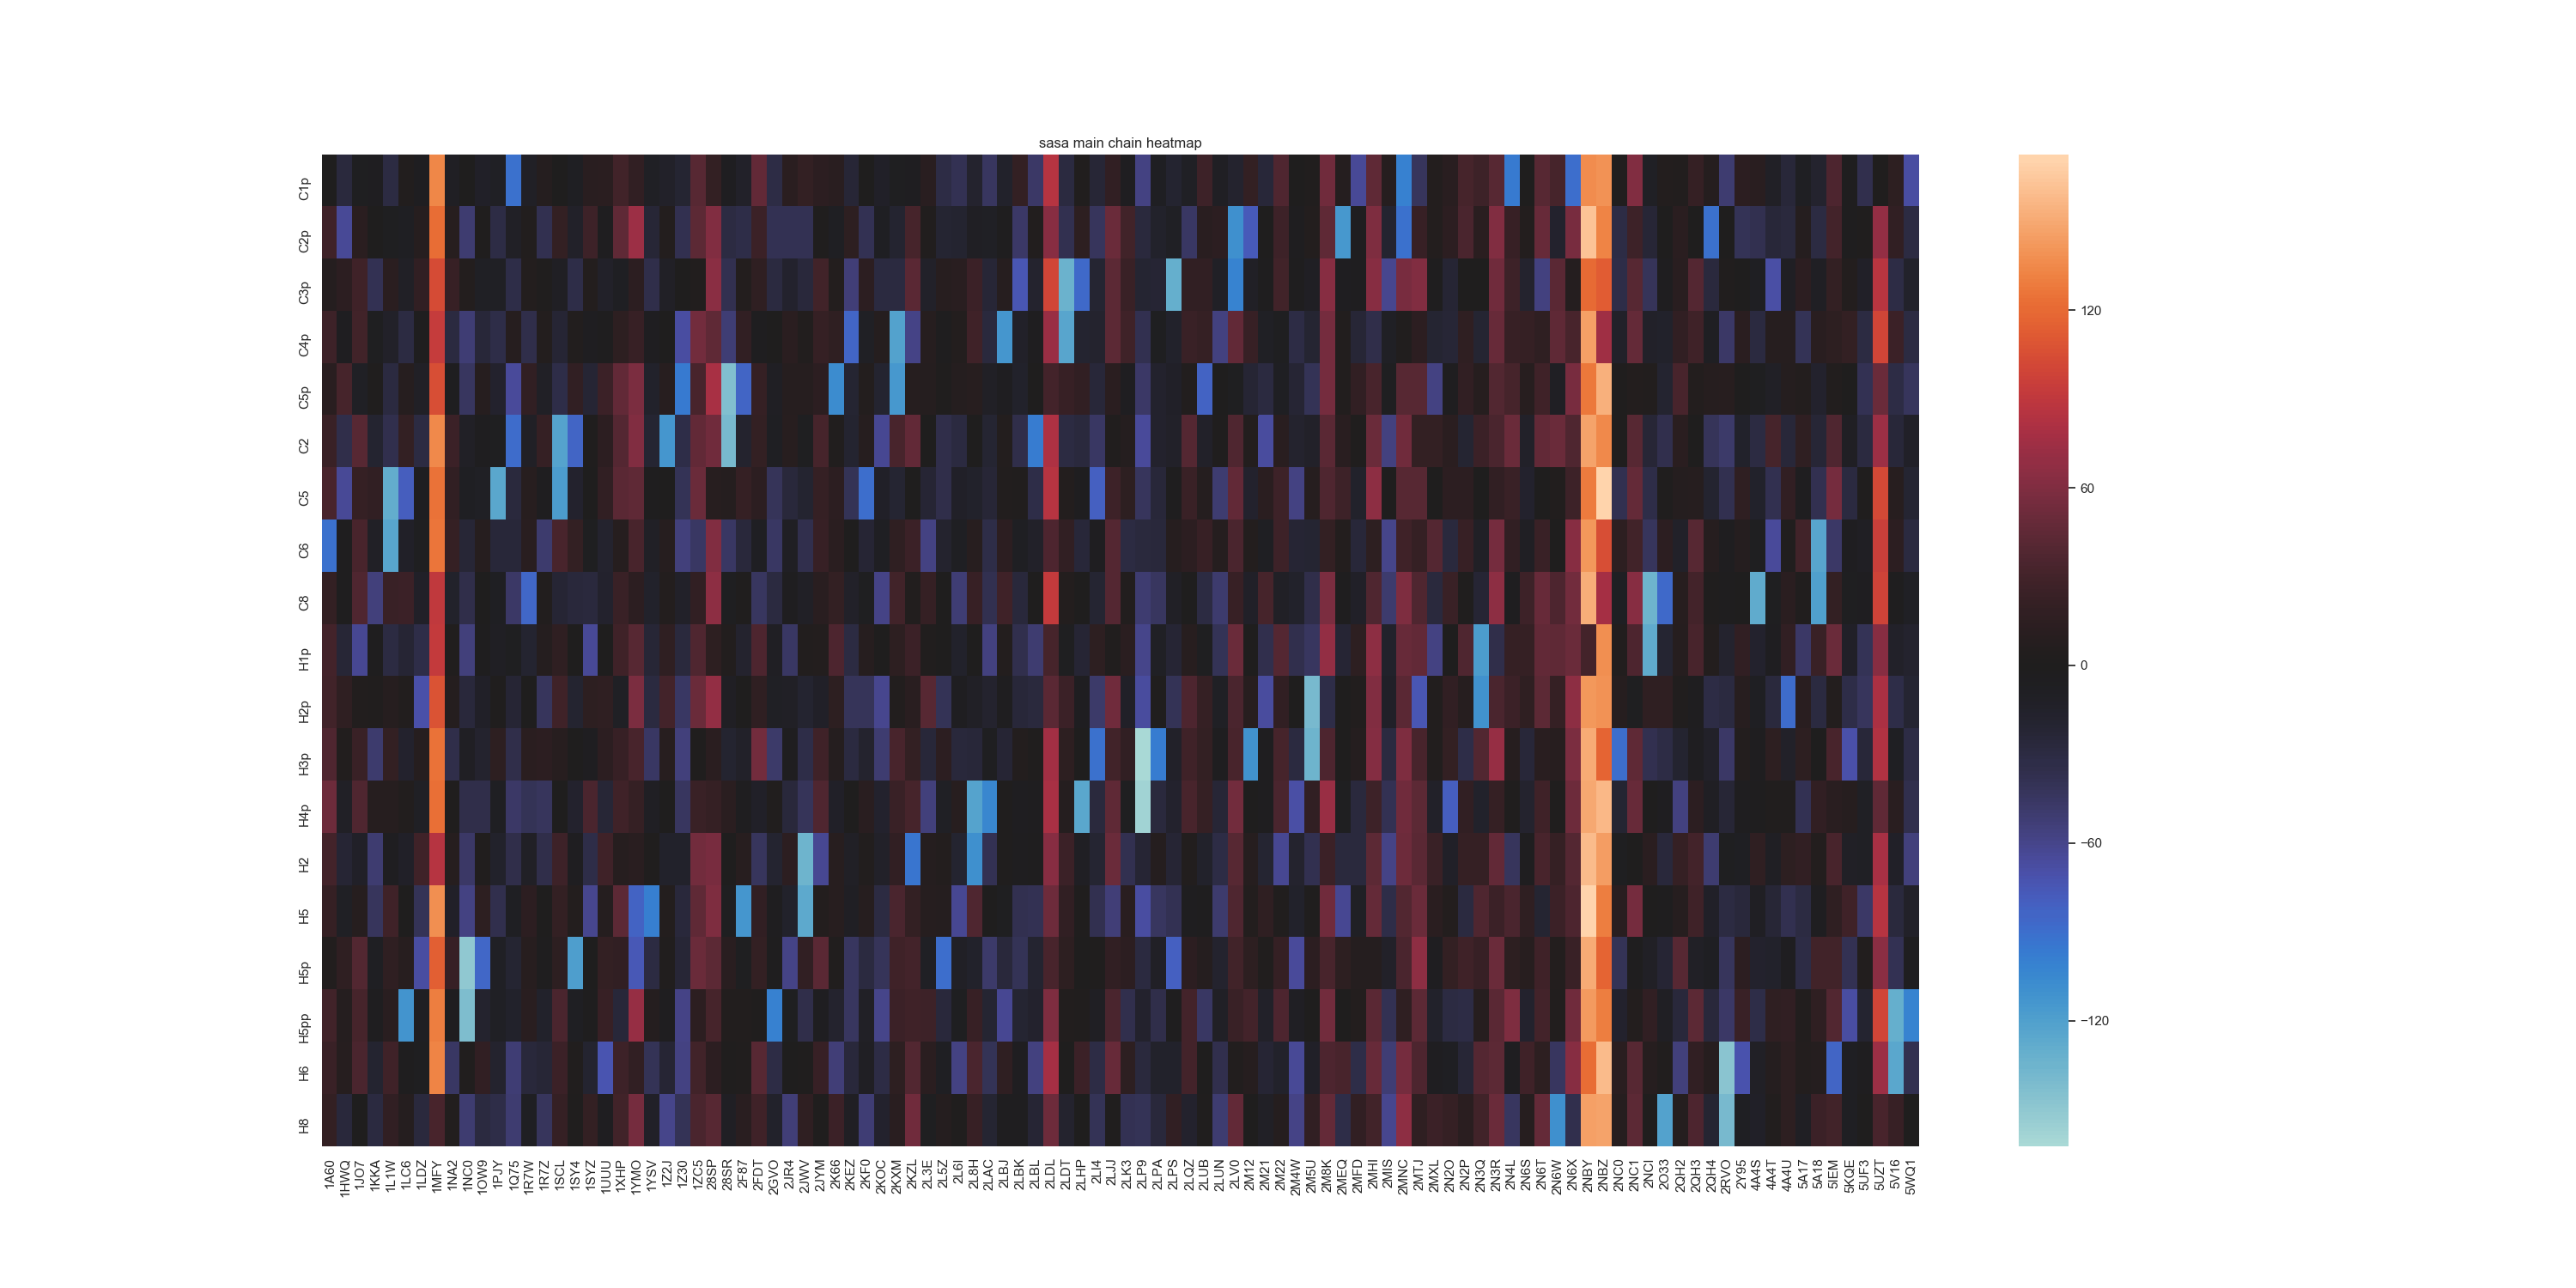 sasa main chain heatmap
C1p
C2p
C3p
C4p
C5p
C2
C5
C6
C8
H1p
H2p
H3p
H4p
H2
H5
H5p
H5pp
H6
H8
1A60
1HWQ
1JO7
1KKA
1L1W
1LC6
1LDZ
1MFY
1NA2
1NC0
1OW9
1PJY
1Q75
1R7W
1R7Z
1SCL
1SY4
1SYZ
1UUU
1XHP
1YMO
1YSV
1Z2J
1Z30
1ZC5
28SP
28SR
2F87
2FDT
2GVO
2JR4
2JWV
2JYM
2K66
2KEZ
2KF0
2KOC
2KXM
2KZL
2L3E
2L5Z
2L6I
2L8H
2LAC
2LBJ
2LBK
2LBL
2LDL
2LDT
2LHP
2LI4
2LJJ
2LK3
2LP9
2LPA
2LPS
2LQZ
2LUB
2LUN
2LV0
2M12
2M21
2M22
2M4W
2M5U
2M8K
2MEQ
2MFD
2MHI
2MIS
2MNC
2MTJ
2MXL
2N2O
2N2P
2N3Q
2N3R
2N4L
2N6S
2N6T
2N6W
2N6X
2NBY
2NBZ
2NC0
2NC1
2NCI
2O33
2QH2
2QH3
2QH4
2RVO
2Y95
4A4S
4A4T
4A4U
5A17
5A18
5IEM
5KQE
5UF3
5UZT
5V16
5WQ1
120
60
0
−60
−120